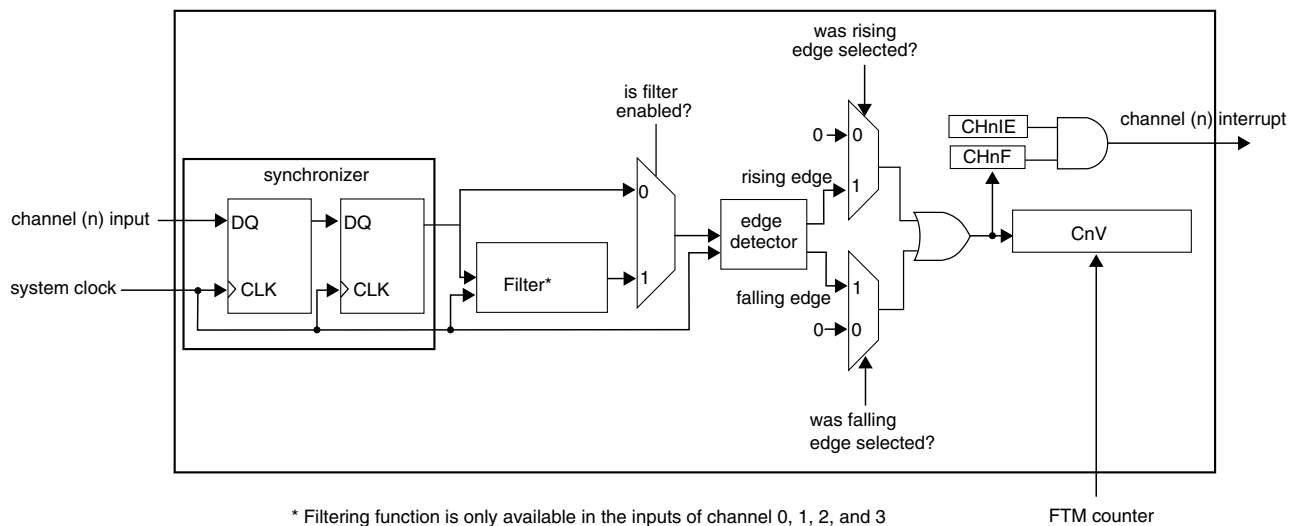 was rising
edge selected?
is filter
enabled?
synchronizer
channel (n) input
DQ
CLK
DQ
CLK
system clock
Filter*
0
1
edge
detector
rising edge
falling edge
0
0
1
1
0
0
was falling
edge selected?
CHnIE
CHnF
channel (n) interrupt
CnV
FTM counter
* Filtering function is only available in the inputs of channel 0, 1, 2, and 3